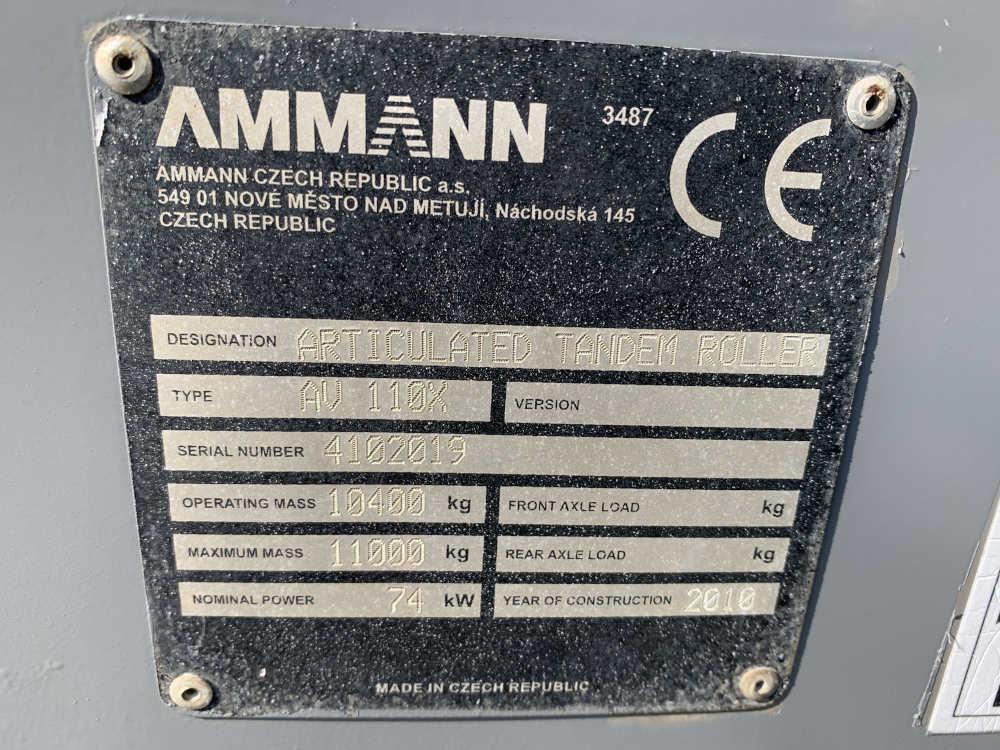 AMMANN
3487
CE
AMMANN CZECH REPUBLIC a.s.
549 01 NOVÉ MĚSTO NAD METUJÍ, Náchodská 145
CZECH REPUBLIC
DESIGNATION ARTICULATED TANDEM ROLLER
TYPE AV 110X VERSION
SERIAL NUMBER 4102019
OPERATING MASS 10400 kg FRONT AXLE LOAD kg
MAXIMUM MASS 11000 kg REAR AXLE LOAD kg
NOMINAL POWER 74 kW YEAR OF CONSTRUCTION 2010
MADE IN CZECH REPUBLIC